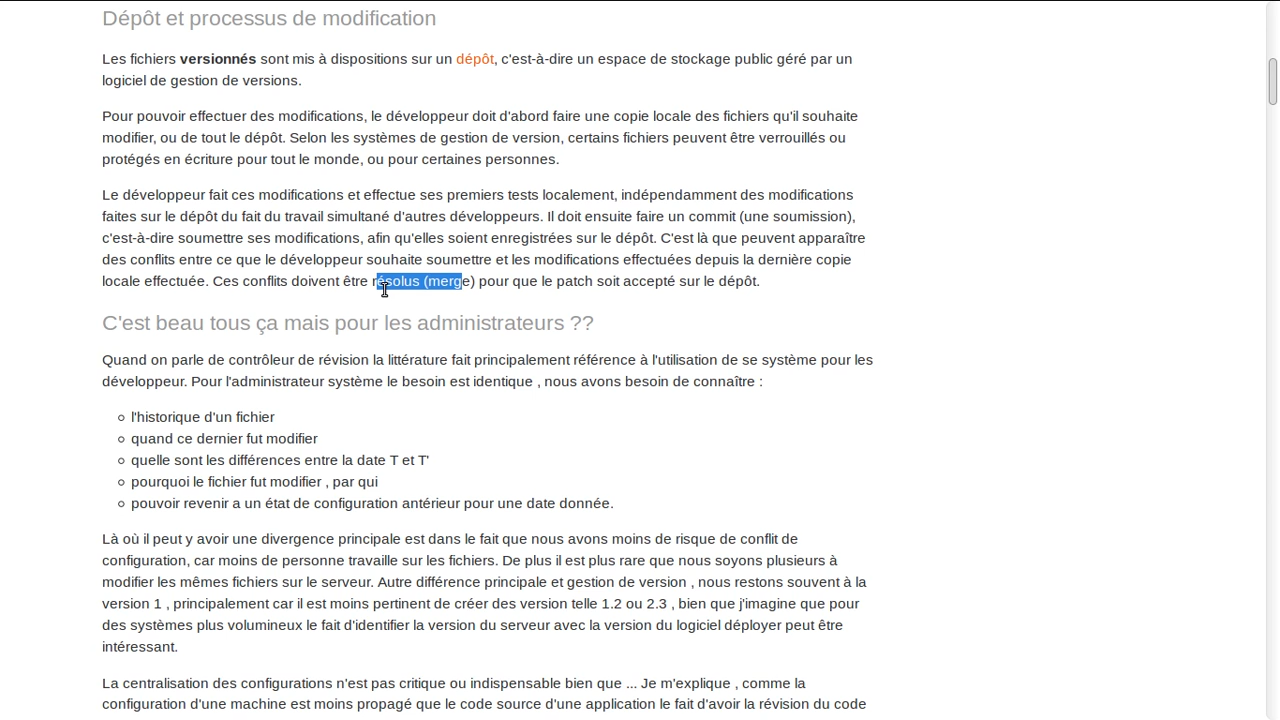 Dépôt et processus de modification
Les fichiers versionnés sont mis à dispositions sur un dépôt, c'est-à-dire un espace de stockage public géré par un
logiciel de gestion de versions.
Pour pouvoir effectuer des modifications, le développeur doit d'abord faire une copie locale des fichiers qu'il souhaite
modifier, ou de tout le dépôt. Selon les systèmes de gestion de version, certains fichiers peuvent être verrouillés ou
protégés en écriture pour tout le monde, ou pour certaines personnes.
Le développeur fait ces modifications et effectue ses premiers tests localement, indépendamment des modifications
faites sur le dépôt du fait du travail simultané d'autres développeurs. Il doit ensuite faire un commit (une soumission),
c'est-à-dire soumettre ses modifications, afin qu'elles soient enregistrées sur le dépôt. C'est là que peuvent apparaître
des conflits entre ce que le développeur souhaite soumettre et les modifications effectuées depuis la dernière copie
locale effectuée. Ces conflits doivent être résolus (merge) pour que le patch soit accepté sur le dépôt.
C'est beau tous ça mais pour les administrateurs ??
Quand on parle de contrôleur de révision la littérature fait principalement référence à l'utilisation de se système pour les
développeur. Pour l'administrateur système le besoin est identique , nous avons besoin de connaître :
l'historique d'un fichier
quand ce dernier fut modifier
quelle sont les différences entre la date T et T'
pourquoi le fichier fut modifier , par qui
pouvoir revenir a un état de configuration antérieur pour une date donnée.
Là où il peut y avoir une divergence principale est dans le fait que nous avons moins de risque de conflit de
configuration, car moins de personne travaille sur les fichiers. De plus il est plus rare que nous soyons plusieurs à
modifier les mêmes fichiers sur le serveur. Autre différence principale et gestion de version , nous restons souvent à la
version 1 , principalement car il est moins pertinent de créer des version telle 1.2 ou 2.3 , bien que j'imagine que pour
des systèmes plus volumineux le fait d'identifier la version du serveur avec la version du logiciel déployer peut être
intéressant.
La centralisation des configurations n'est pas critique ou indispensable bien que ... Je m'explique , comme la
configuration d'une machine est moins propagé que le code source d'une application le fait d'avoir la révision du code